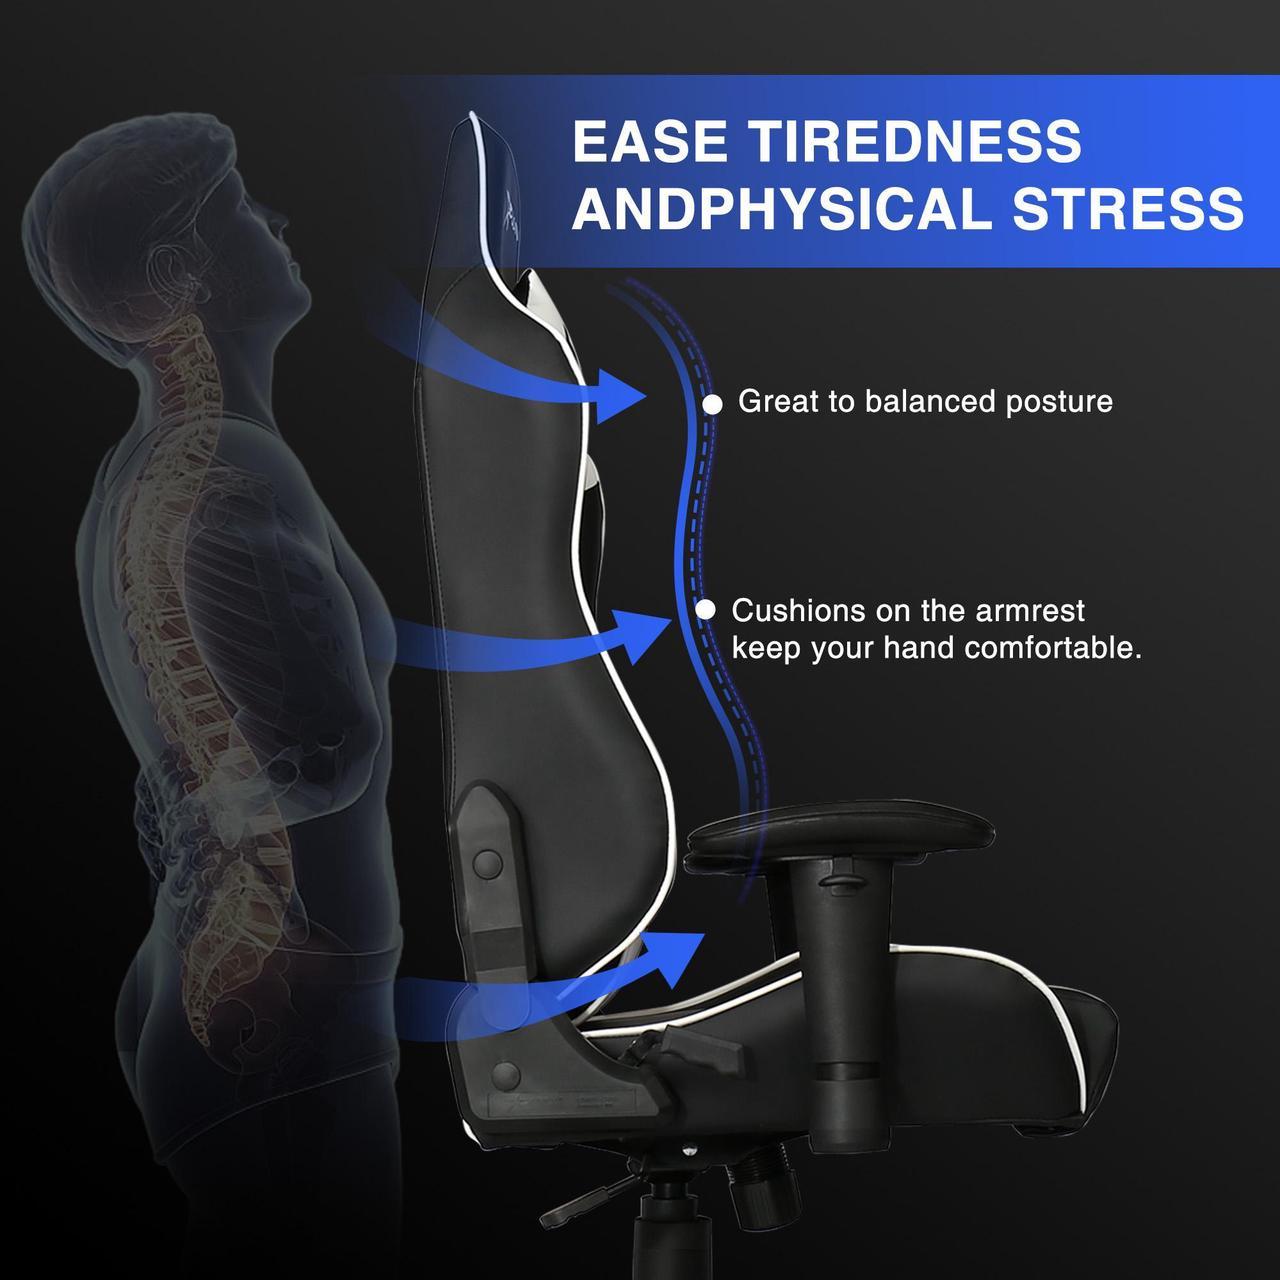 EASE TIREDNESS
ANDPHYSICAL STRESS
Great to balanced posture
Cushions on the armrest
keep your hand comfortable.